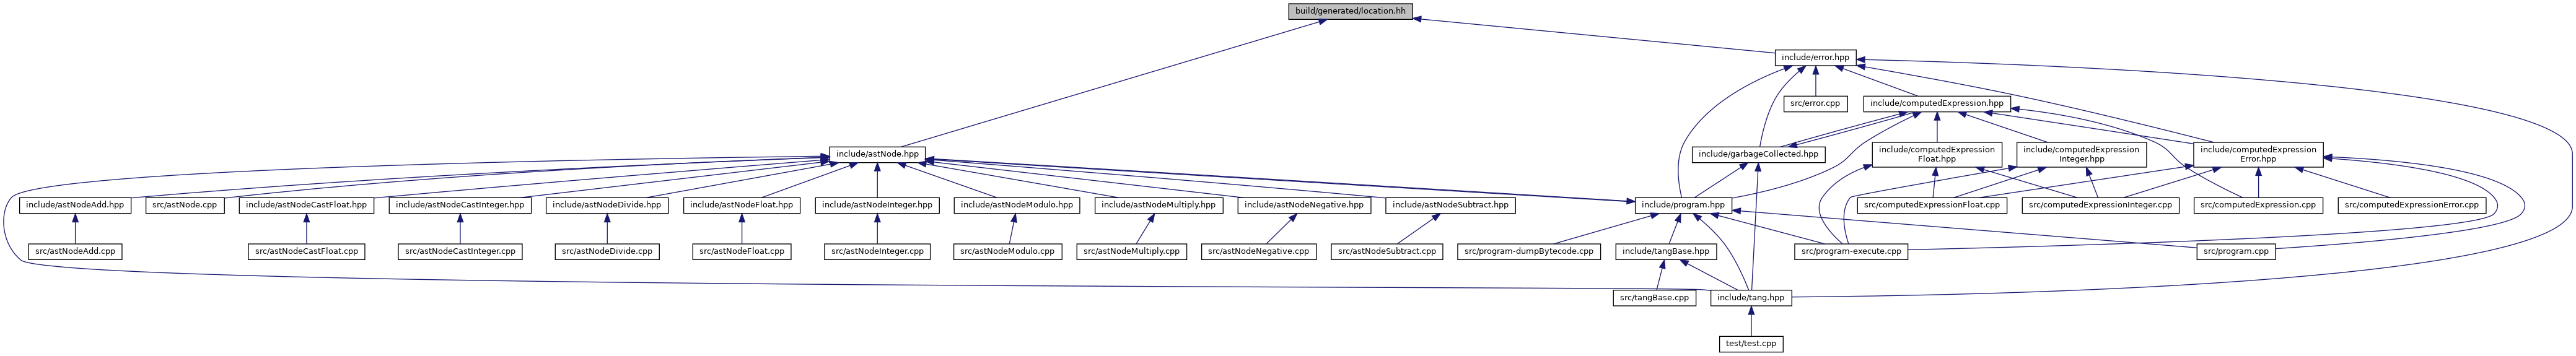 build/generated/location.hh
include/error.hpp
src/error.cpp
include/computedExpression.hpp
include/astNode.hpp
include/garbageCollected.hpp
include/computedExpression
Float.hpp
include/computedExpression
Integer.hpp
include/computedExpression
Error.hpp
include/astNodeAdd.hpp
src/astNode.cpp
include/astNodeCastFloat.hpp
include/astNodeCastInteger.hpp
include/astNodeDivide.hpp
include/astNodeFloat.hpp
include/astNodeInteger.hpp
include/astNodeModulo.hpp
include/astNodeMultiply.hpp
include/astNodeNegative.hpp
include/astNodeSubtract.hpp
include/program.hpp
src/computedExpressionFloat.cpp
src/computedExpressionInteger.cpp
src/computedExpression.cpp
src/computedExpressionError.cpp
src/astNodeAdd.cpp
src/astNodeCastFloat.cpp
src/astNodeCastInteger.cpp
src/astNodeDivide.cpp
src/astNodeFloat.cpp
src/astNodeInteger.cpp
src/astNodeModulo.cpp
src/astNodeMultiply.cpp
src/astNodeNegative.cpp
src/astNodeSubtract.cpp
src/program-dumpBytecode.cpp
include/tangBase.hpp
src/program-execute.cpp
src/program.cpp
src/tangBase.cpp
include/tang.hpp
test/test.cpp